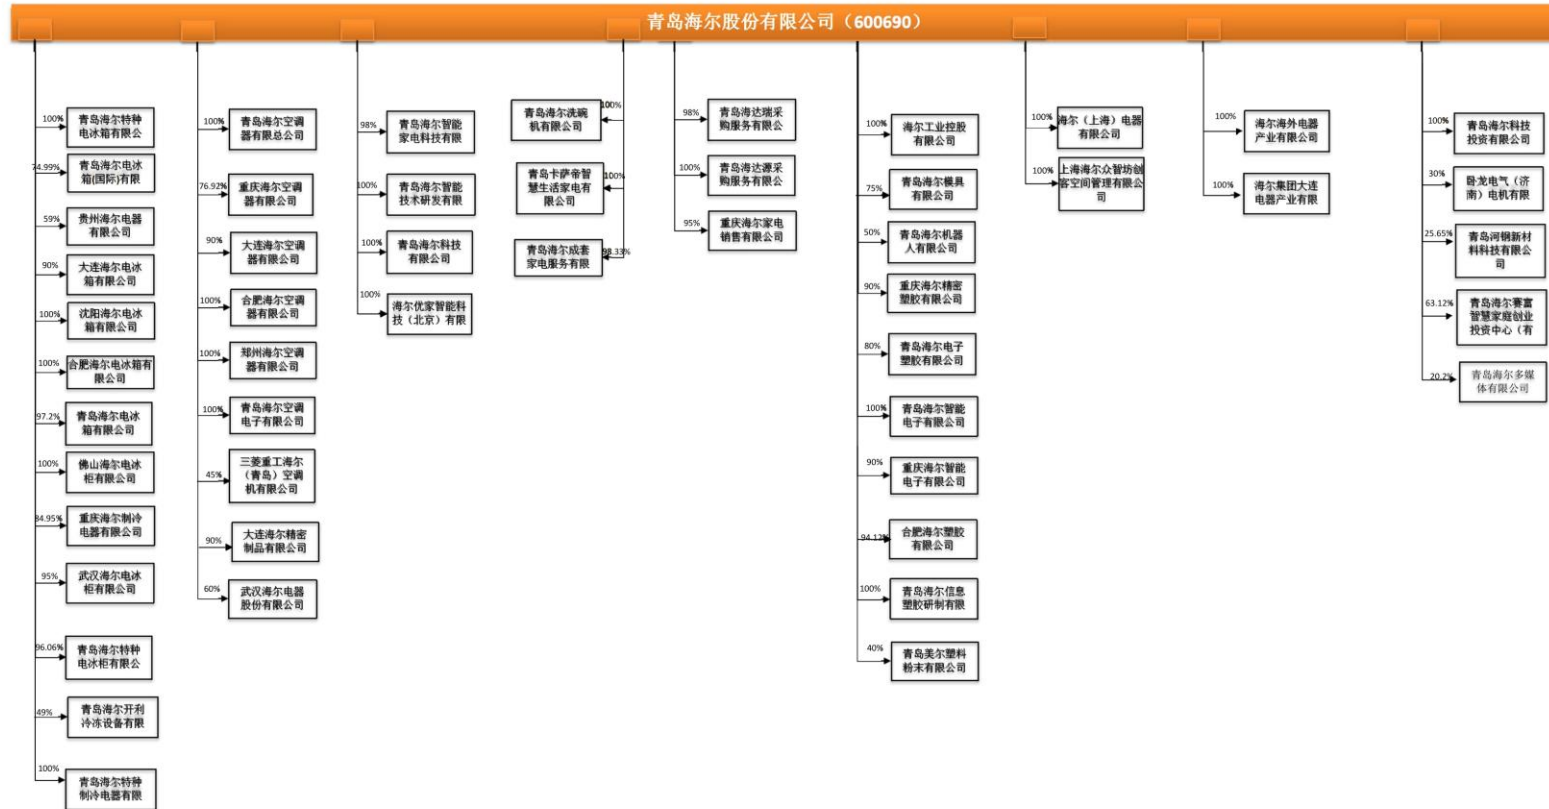 青岛海尔股份有限公司（600690）
100%
青岛海尔特种
电冰箱有限公
74.99%
青岛海尔电冰
箱(国际)有限
59%
贵州海尔电器
有限公司
90%
大连海尔电冰
箱有限公司
100%
沈阳海尔电冰
箱有限公司
100%
合肥海尔电冰箱有
限公司
97.2%
青岛海尔电冰
箱有限公司
100%
佛山海尔电冰
柜有限公司
84.95%
重庆海尔制冷
电器有限公司
95%
武汉海尔电冰
柜有限公司
96.06%
青岛海尔特种
电冰柜有限公
49%
青岛海尔开利
冷冻设备有限
100%
青岛海尔特种
制冷电器有限
100%
青岛海尔空调
器有限总公司
76.92%
重庆海尔空调
器有限公司
90%
大连海尔空调
器有限公司
100%
合肥海尔空调
器有限公司
100%
郑州海尔空调
器有限公司
100%
青岛海尔空调
电子有限公司
45%
三菱重工海尔
（青岛）空调
机有限公司
90%
大连海尔精密
制品有限公司
60%
武汉海尔电器
股份有限公司
98%
青岛海尔智能
家电科技有限
100%
青岛海尔智能
技术研发有限
100%
青岛海尔科技
有限公司
100%
海尔优家智能科
技（北京）有限
100%
青岛海尔洗碗
机有限公司
100%
青岛卡萨帝智
慧生活家电有
限公司
98.33%
青岛海尔成套
家电服务有限
98%
青岛海达瑞采
购服务有限公
100%
青岛海达源采
购服务有限公
95%
重庆海尔家电
销售有限公司
100%
海尔工业控股
有限公司
75%
青岛海尔模具
有限公司
50%
青岛海尔机器
人有限公司
90%
重庆海尔精密
塑胶有限公司
80%
青岛海尔电子
塑胶有限公司
100%
青岛海尔智能
电子有限公司
90%
重庆海尔智能
电子有限公司
94.12%
合肥海尔塑胶
有限公司
100%
青岛海尔信息
塑胶研制有限
40%
青岛美尔塑料
粉末有限公司
100%
海尔（上海）电器
有限公司
100%
上海海尔众智坊创
客空间管理有限公
司
100%
海尔海外电器
产业有限公司
100%
海尔集团大连
电器产业有限
100%
青岛海尔科技
投资有限公司
30%
卧龙电气（济
南）电机有限
25.65%
青岛河钢新材
料科技有限公
司
63.12%
青岛海尔赛富
智慧家庭创业
投资中心（有
20.2%
青岛海尔多媒
体有限公司